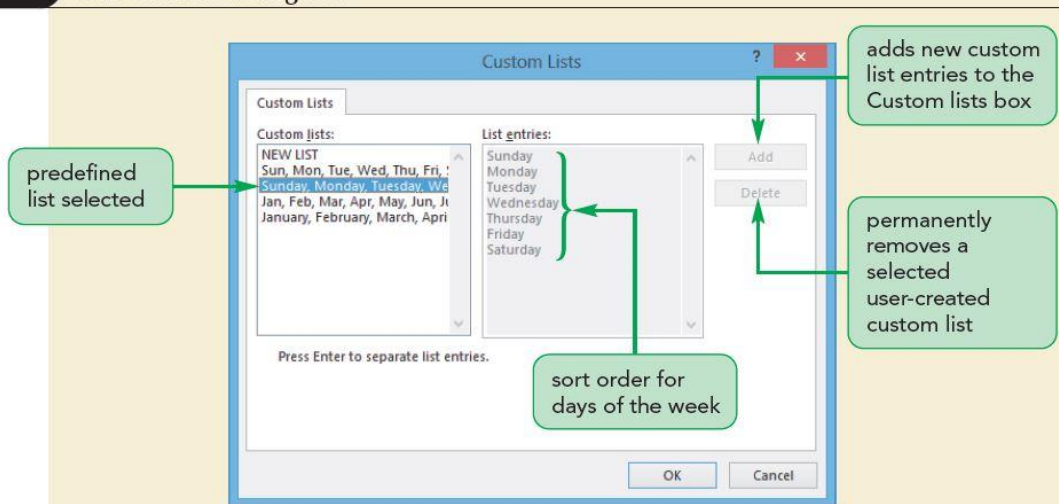 Custom Lists
? ×
adds new custom
list entries to the
Custom lists box
Custom Lists
Custom lists:
List entries:
NEW LIST
Sun, Mon, Tue, Wed, Thu, Fri,
Sunday, Monday, Tuesday, We
Jan, Feb, Mar, Apr, May, Jun,
January, February, March, Apri
Sunday
Monday
Tuesday
Wednesday
Thursday
Friday
Saturday
Add
Delete
predefined
list selected
permanently
removes a
selected
user-created
custom list
Press Enter to separate list entries.
sort order for
days of the week
OK
Cancel